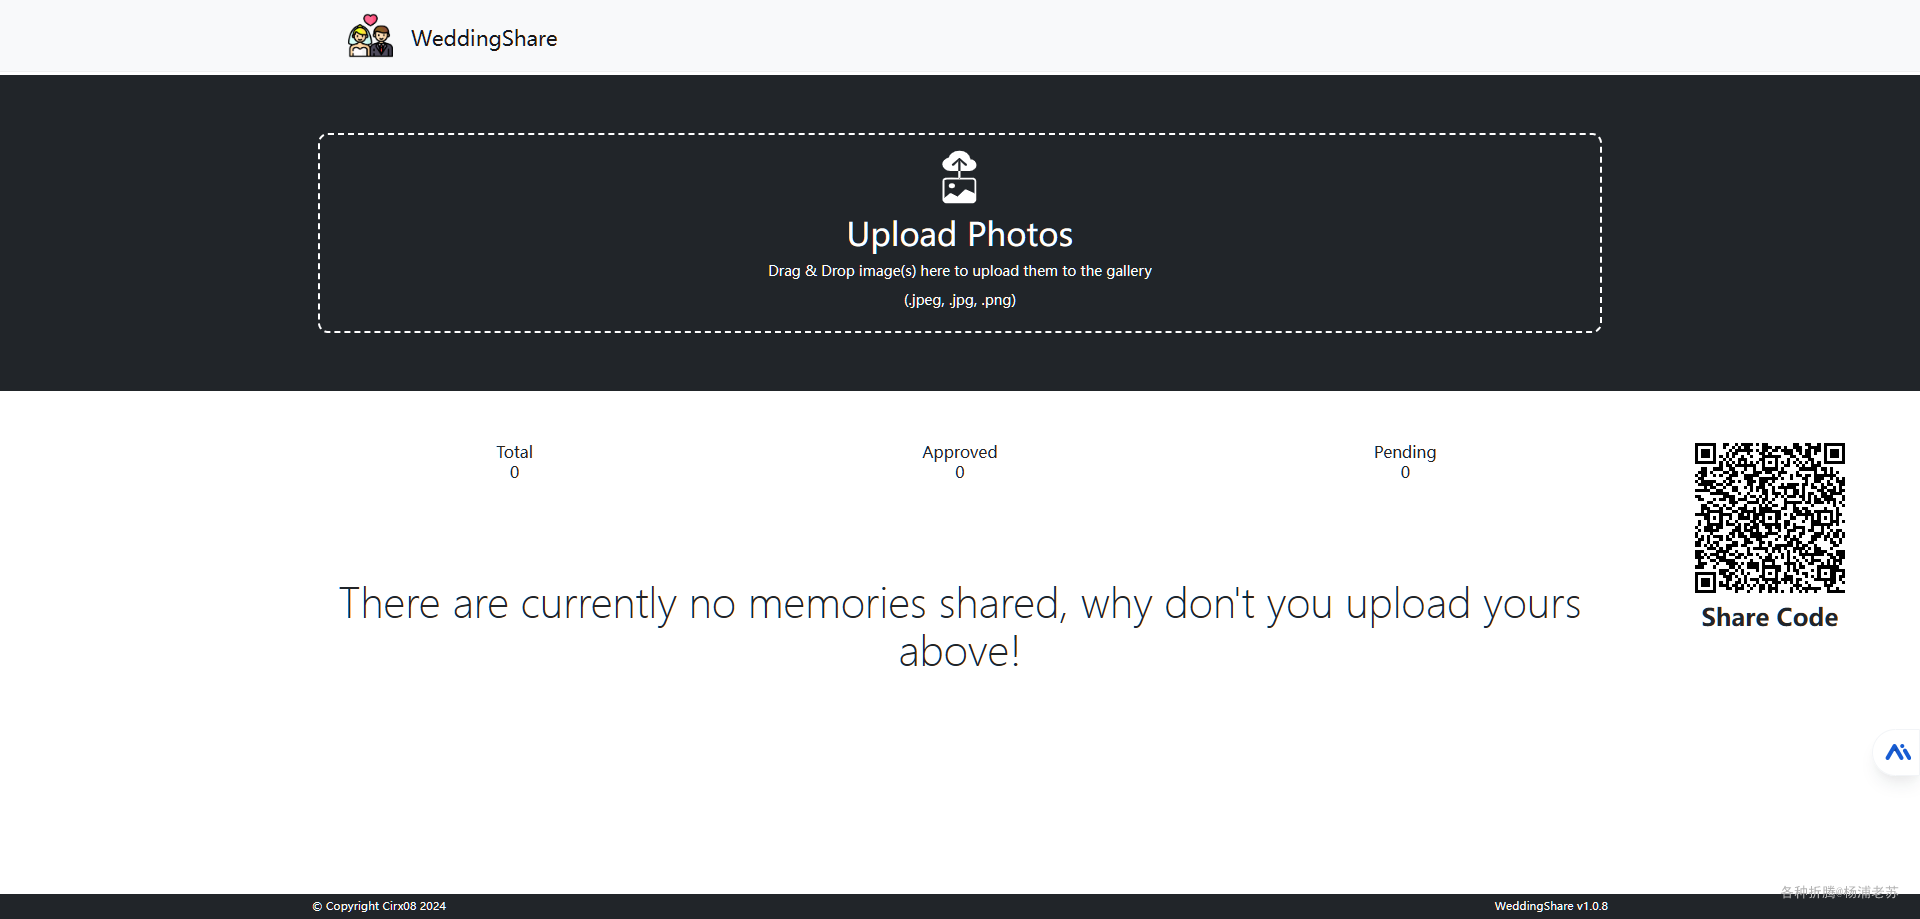 WeddingShare
Upload Photos
Drag & Drop image(s) here to upload them to the gallery
(.jpeg, .jpg, .png)
Total
0
Approved
0
Pending
0
Share Code
There are currently no memories shared, why don't you upload yours
above!
各种折腾@杨浦老苏
© Copyright Cirx08 2024
WeddingShare v1.0.8